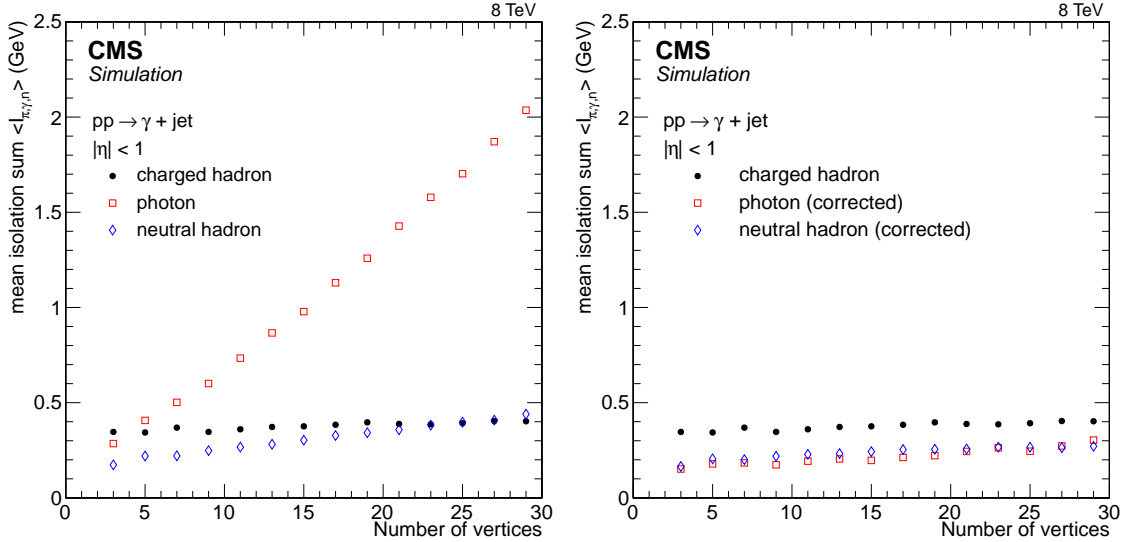 8 TeV
CMS
Simulation
pp → γ + jet
|η| < 1
charged hadron
photon
neutral hadron
mean isolation sum <I_{π,γ,n}> (GeV)
2.5
2
1.5
1
0.5
0
0 5 10 15 20 25 30
Number of vertices
8 TeV
CMS
Simulation
pp → γ + jet
|η| < 1
charged hadron
photon (corrected)
neutral hadron (corrected)
mean isolation sum <I_{π,γ,n}> (GeV)
2.5
2
1.5
1
0.5
0
0 5 10 15 20 25 30
Number of vertices